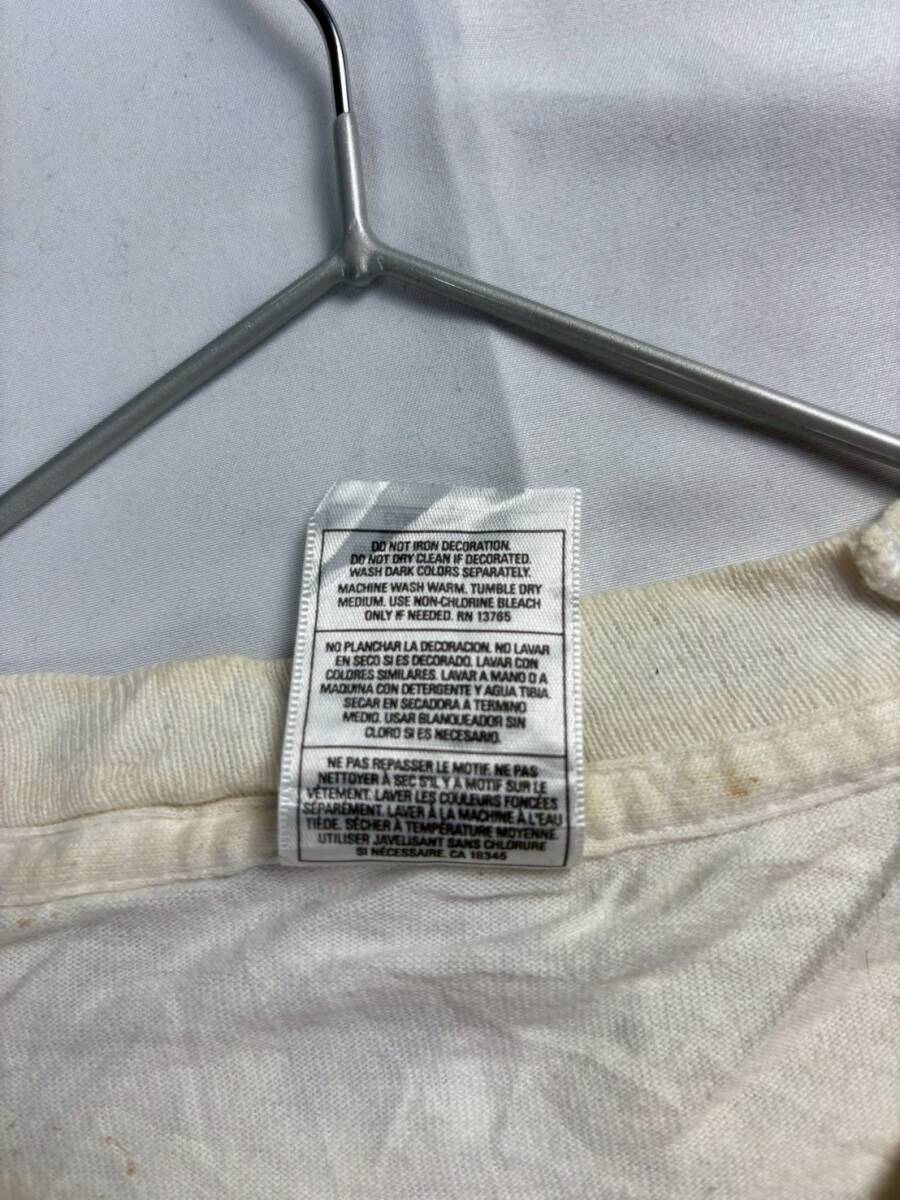 DO NOT IRON DECORATION.
DO NOT DRY CLEAN IF DECORATED.
WASH DARK COLORS SEPARATELY.
MACHINE WASH WARM. TUMBLE DRY
MEDIUM. USE NON-CHLORINE BLEACH
ONLY IF NEEDED. RN 13765
NO PLANCHAR LA DECORACION. NO LAVAR
EN SECO SI ES DECORADO. LAVAR CON
COLORES SIMILARES. LAVAR A MANO O A
MAQUINA CON DETERGENTE Y AGUA TIBIA.
SECAR EN SECADORA A TERMINO
MEDIO. USAR BLANQUEADOR SIN
CLORO SI ES NECESARIO.
NE PAS REPASSER LE MOTIF. NE PAS
NETTOYER À SEC S'IL Y A MOTIF SUR LE
VÊTEMENT. LAVER LES COULEURS FONCÉES
SÉPARÉMENT. LAVER À LA MACHINE À L'EAU
TIÈDE. SÉCHER À TEMPÉRATURE MOYENNE.
UTILISER JAVELISANT SANS CHLORURE
SI NÉCESSAIRE. CA 18345